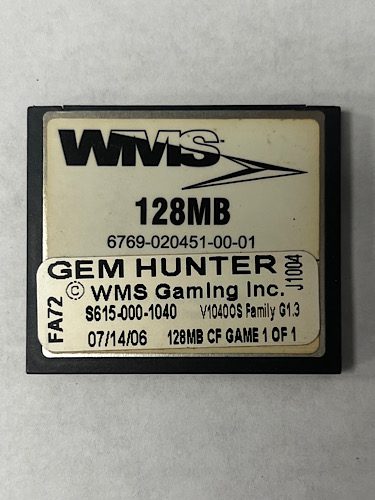 WMS
128MB
6769-020451-00-01
GEM HUNTER
© WMS Gaming Inc.
S615-000-1040 V1040OS Family G1.3
07/14/06 128MB CF GAME 1 OF 1
FA72
J1004